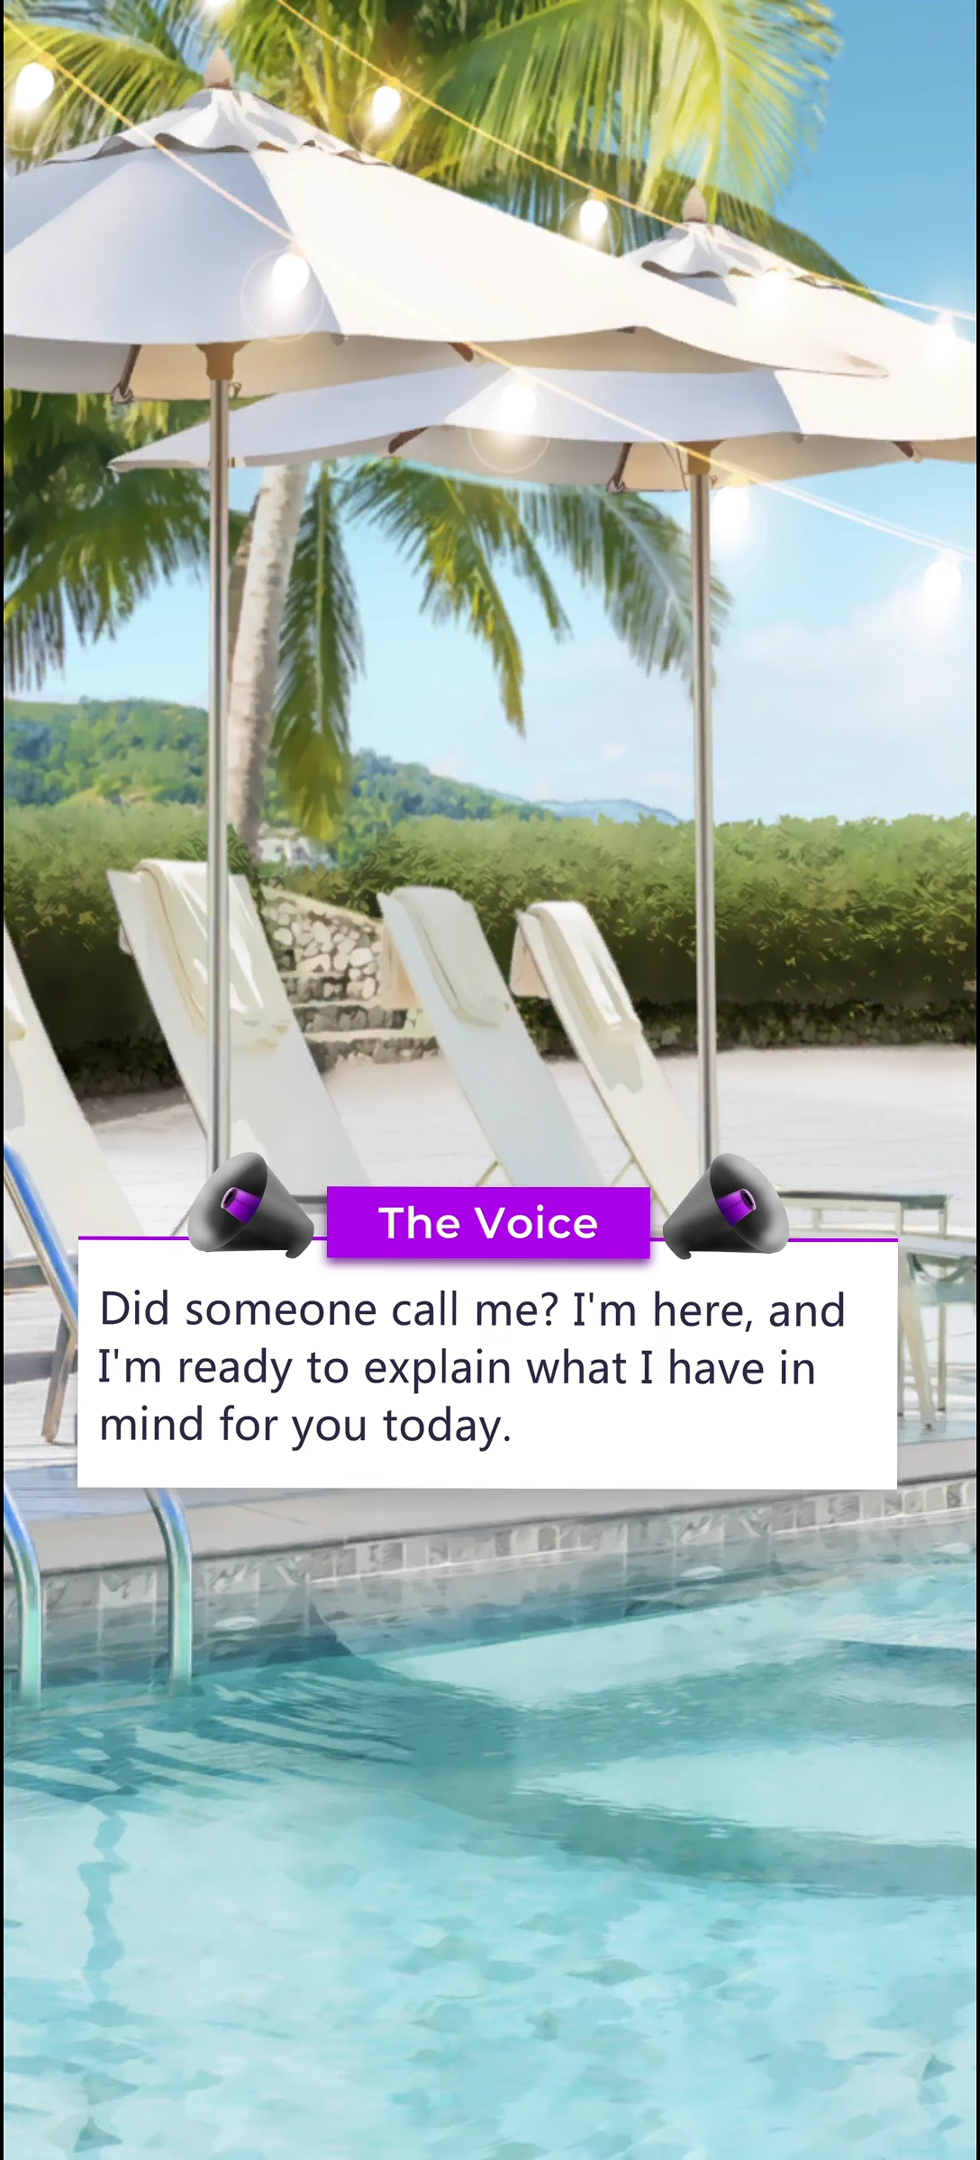 The Voice
Did someone call me? I'm here, and
I'm ready to explain what I have in
mind for you today.